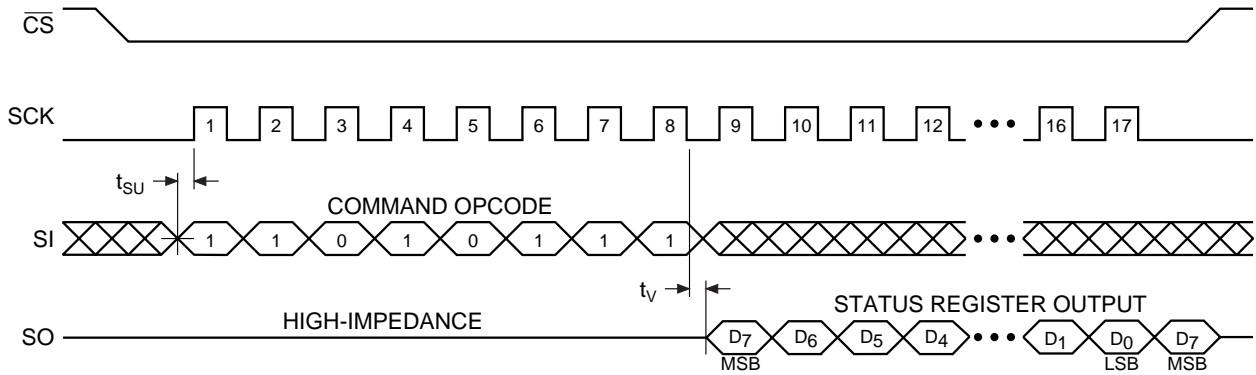 CS
SCK 1 2 3 4 5 6 7 8 9 10 11 12 ••• 16 17
tSU
COMMAND OPCODE
SI 1 1 0 1 0 1 1 1 •••
tV
HIGH-IMPEDANCE STATUS REGISTER OUTPUT
SO D7 D6 D5 D4 ••• D1 D0 D7
MSB LSB MSB